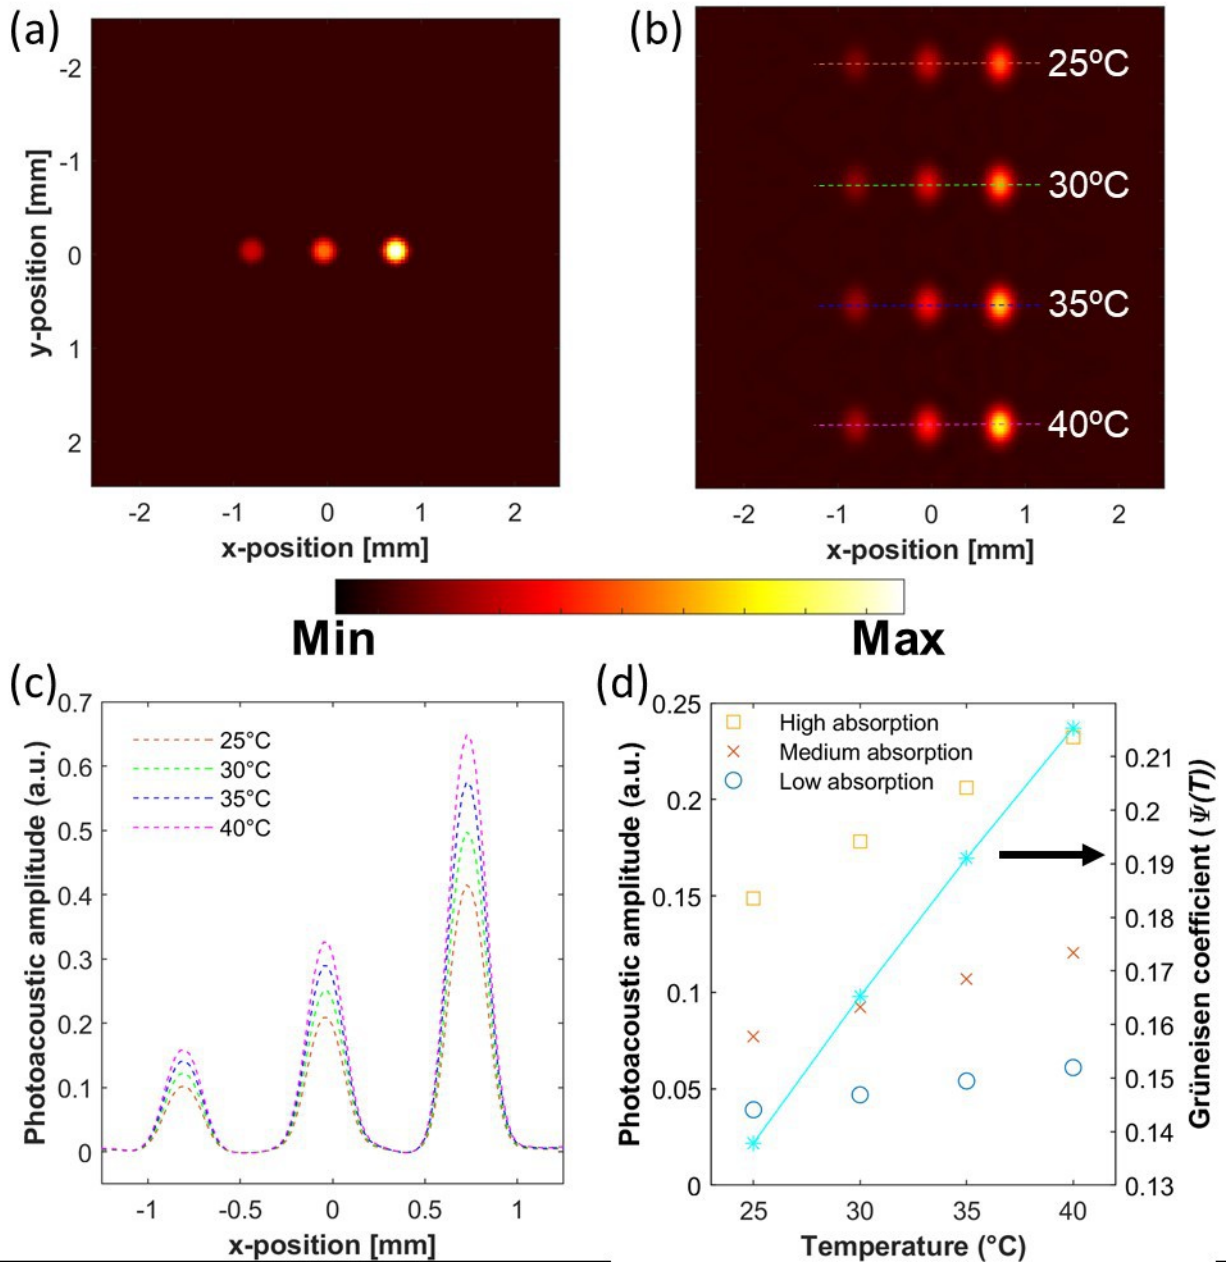 (a)
-2
-1
0
1
2
y-position [mm]
-2 -1 0 1 2
x-position [mm]
(b)
25ºC
30ºC
35ºC
40ºC
-2 -1 0 1 2
x-position [mm]
Min Max
(c)
0.7
0.6
0.5
0.4
0.3
0.2
0.1
0
Photoacoustic amplitude (a.u.)
25°C
30°C
35°C
40°C
-1 -0.5 0 0.5 1
x-position [mm]
(d)
0.25
0.2
0.15
0.1
0.05
0
Photoacoustic amplitude (a.u.)
High absorption
Medium absorption
Low absorption
0.21
0.2
0.19
0.18
0.17
0.16
0.15
0.14
0.13
Grüneisen coefficient (Ψ(T))
25 30 35 40
Temperature (°C)